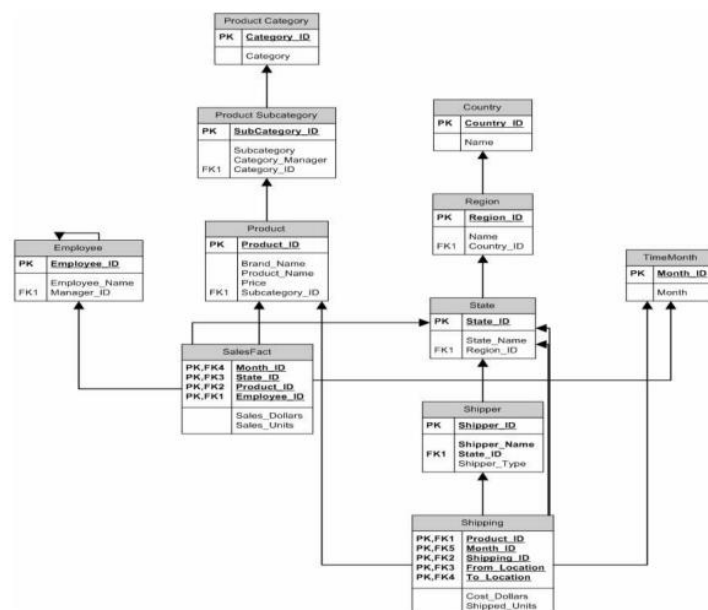 Product Category
PK Category_ID
Category
Product Subcategory
PK SubCategory_ID
Subcategory
Category_Manager
FK1 Category_ID
Country
PK Country_ID
Name
Region
PK Region_ID
Name
FK1 Country_ID
Product
PK Product_ID
Brand_Name
Product_Name
Price
FK1 Subcategory_ID
Employee
PK Employee_ID
Employee_Name
FK1 Manager_ID
TimeMonth
PK Month_ID
Month
State
PK State_ID
State_Name
FK1 Region_ID
SalesFact
PK,FK4 Month_ID
PK,FK3 State_ID
PK,FK2 Product_ID
PK,FK1 Employee_ID
Sales_Dollars
Sales_Units
Shipper
PK Shipper_ID
Shipper_Name
FK1 State_ID
Shipper_Type
Shipping
PK,FK1 Product_ID
PK,FK5 Month_ID
PK,FK2 Shipping_ID
PK,FK3 From_Location
PK,FK4 To_Location
Cost_Dollars
Shipped_Units